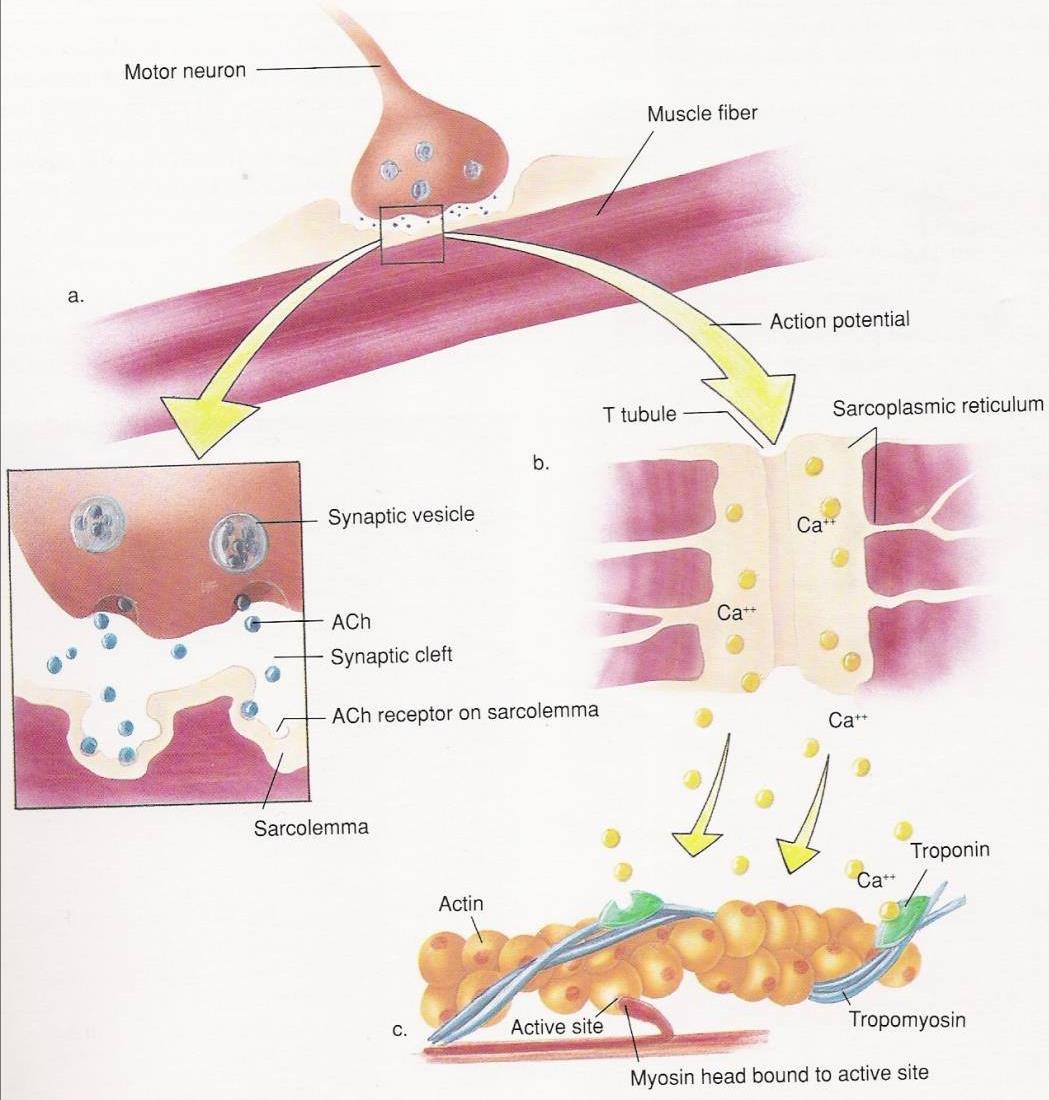 Motor neuron
Muscle fiber
a.
Action potential
T tubule
Sarcoplasmic reticulum
b.
Synaptic vesicle
Ca⁺⁺
Ca⁺⁺
ACh
Synaptic cleft
ACh receptor on sarcolemma
Ca⁺⁺
Sarcolemma
Troponin
Ca⁺⁺
Actin
c.
Active site
Tropomyosin
Myosin head bound to active site